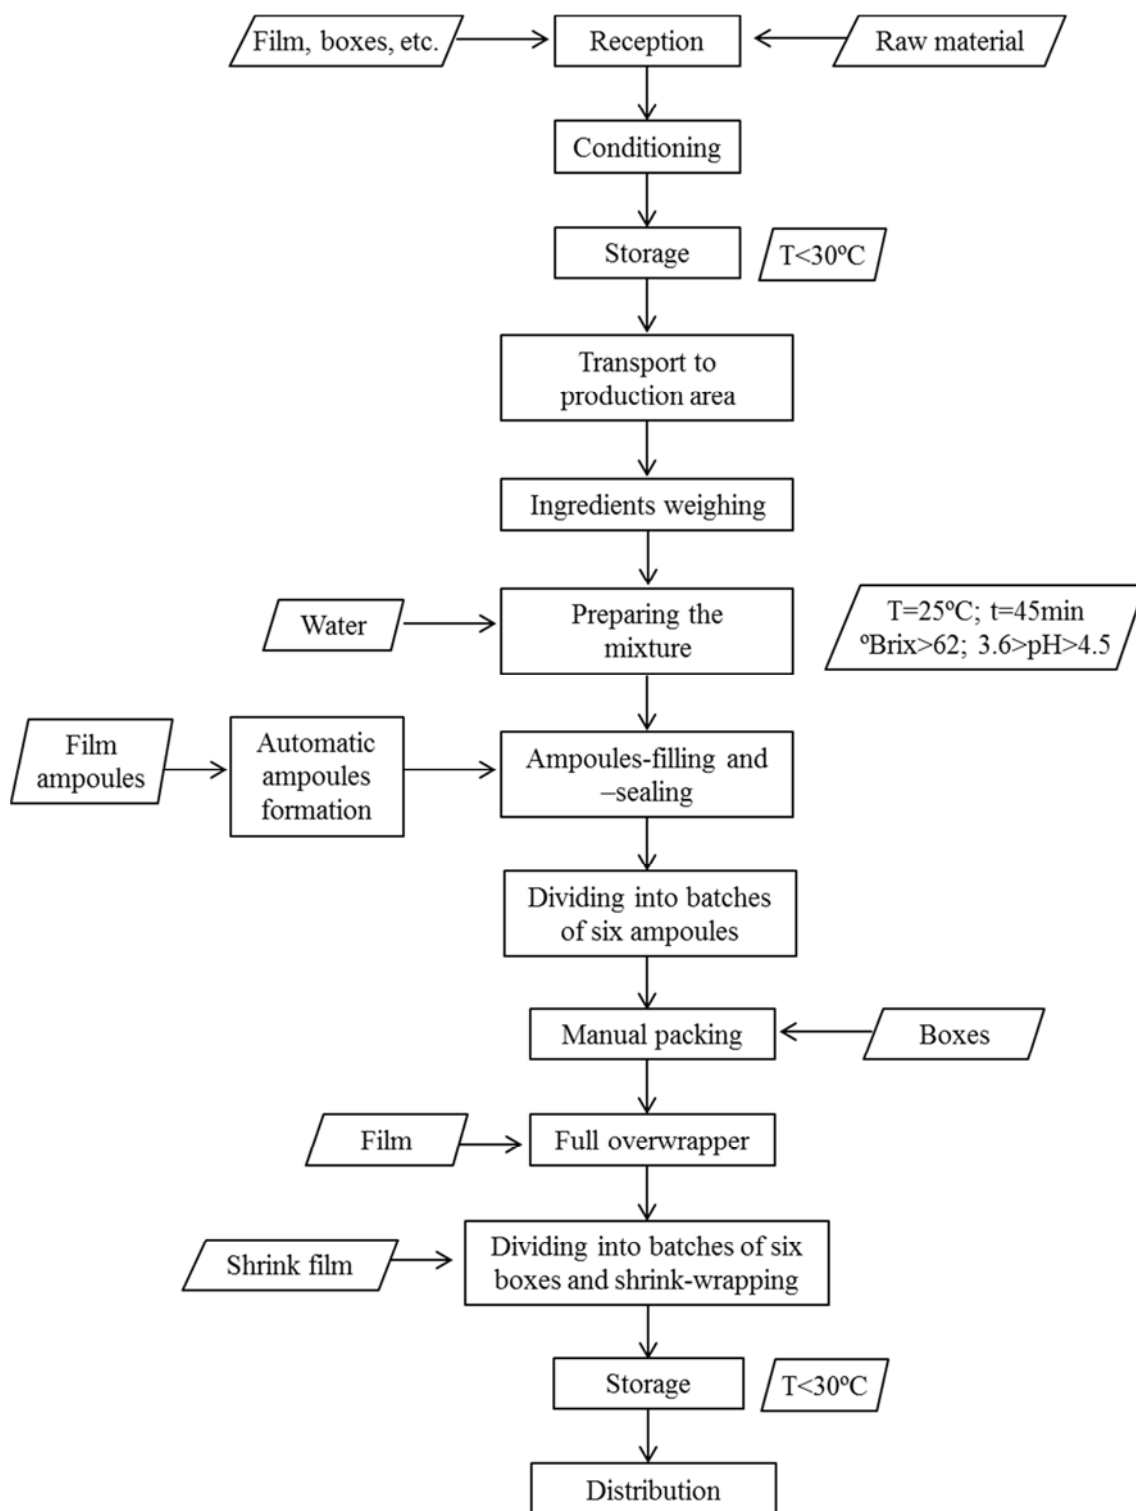 Film, boxes, etc.
Reception
Raw material
Conditioning
Storage
T<30ºC
Transport to
production area
Ingredients weighing
Water
Preparing the
mixture
T=25ºC; t=45min
ºBrix>62; 3.6>pH>4.5
Film
ampoules
Automatic
ampoules
formation
Ampoules-filling and
–sealing
Dividing into batches
of six ampoules
Manual packing
Boxes
Film
Full overwrapper
Shrink film
Dividing into batches of six
boxes and shrink-wrapping
Storage
T<30ºC
Distribution